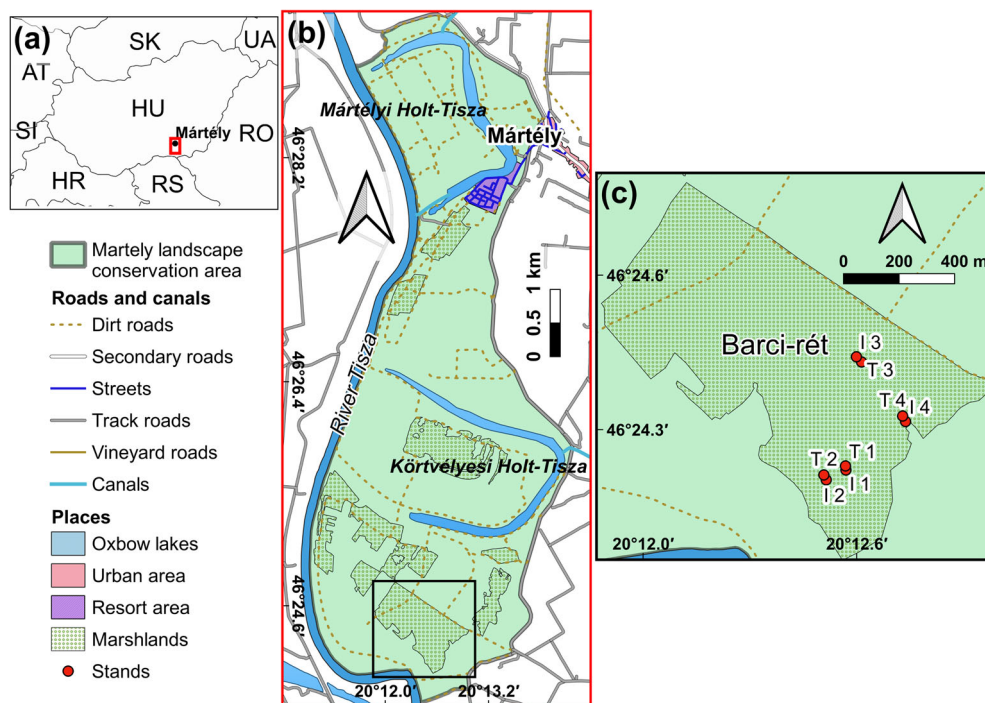 (a)
SK
UA
AT
HU
Mártély
SI
RO
HR
RS
Martely landscape
conservation area
Roads and canals
Dirt roads
Secondary roads
Streets
Track roads
Vineyard roads
Canals
Places
Oxbow lakes
Urban area
Resort area
Marshlands
Stands
(b)
Mártélyi Holt-Tisza
Mártély
46°28.2′
0 0.5 1 km
River Tisza
46°26.4′
Körtvélyesi Holt-Tisza
46°24.6′
20°12.0′
20°13.2′
(c)
46°24.6′
0 200 400 m
Barci-rét
I 3
T 3
T 4
I 4
46°24.3′
T 2
T 1
I 2
I 1
20°12.0′
20°12.6′